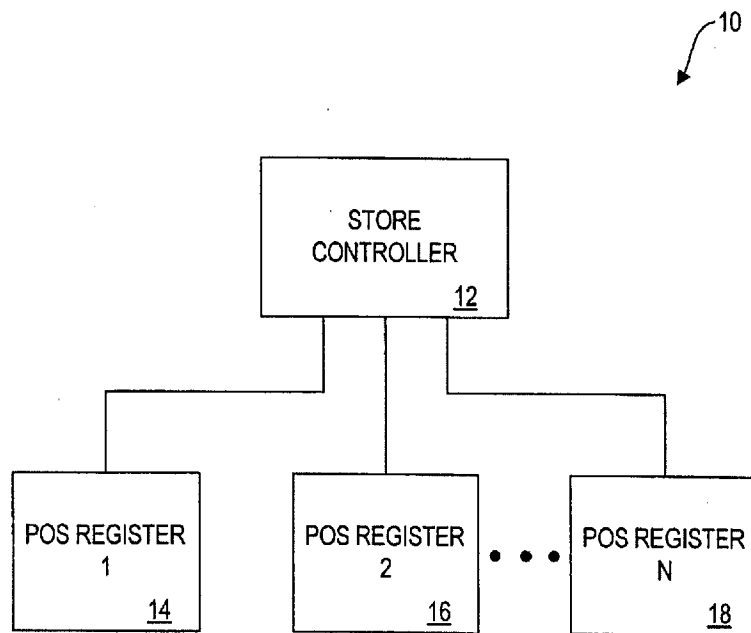 10
STORE
CONTROLLER
12
POS REGISTER
1
14
POS REGISTER
2
16
POS REGISTER
N
18